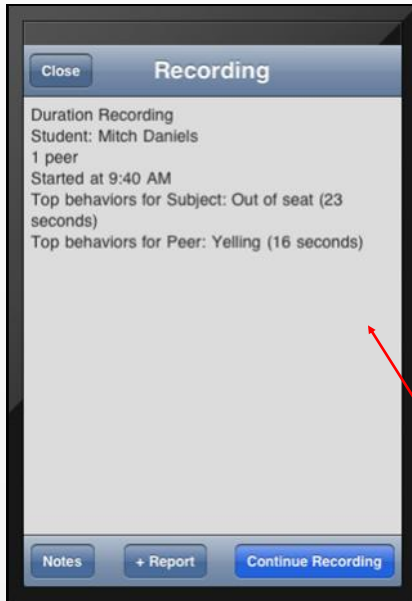 Close
Recording
Duration Recording
Student: Mitch Daniels
1 peer
Started at 9:40 AM
Top behaviors for Subject: Out of seat (23
seconds)
Top behaviors for Peer: Yelling (16 seconds)
Notes
+ Report
Continue Recording